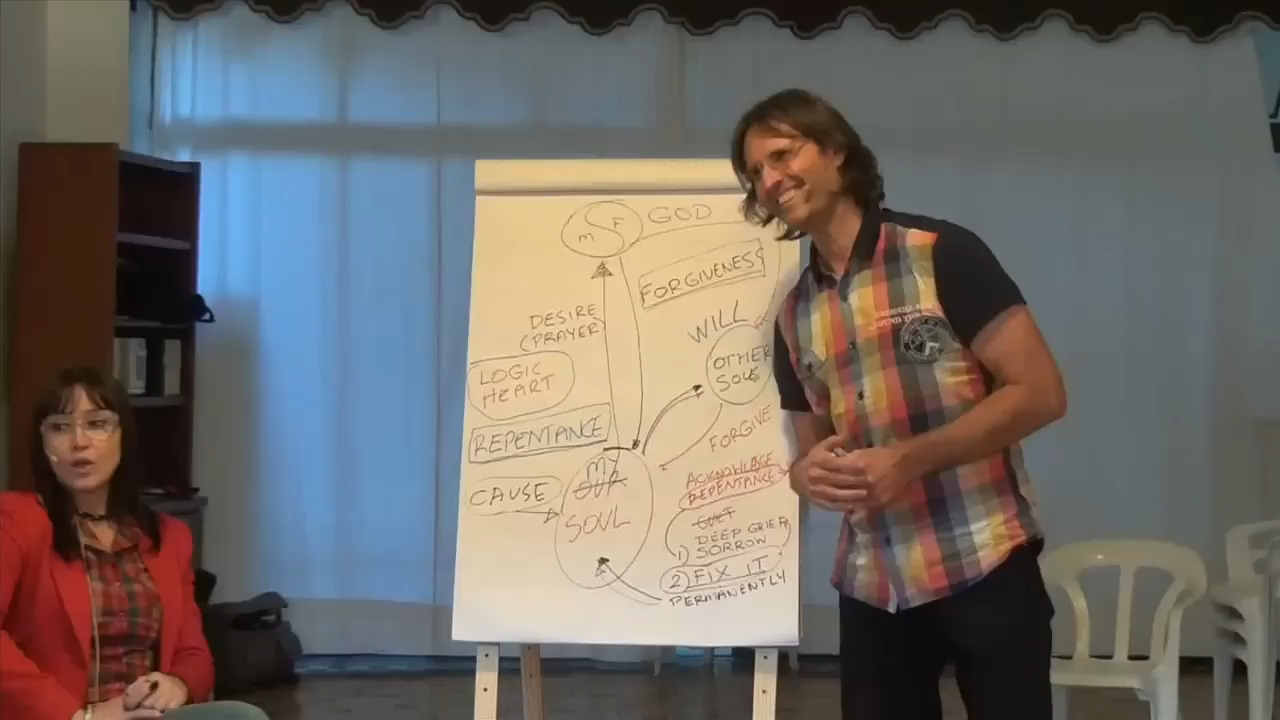 M F GOD
FORGIVENESS
DESIRE
(PRAYER
WILL
LOGIC
HEART
OTHER
SOUL
REPENTANCE
FORGIVE
MY
OUR
SOUL
CAUSE
ACKNOWLEDGE
REPENTANCE
DEEP GRIEF
1) SORROW
2) FIX IT
PERMANENTLY